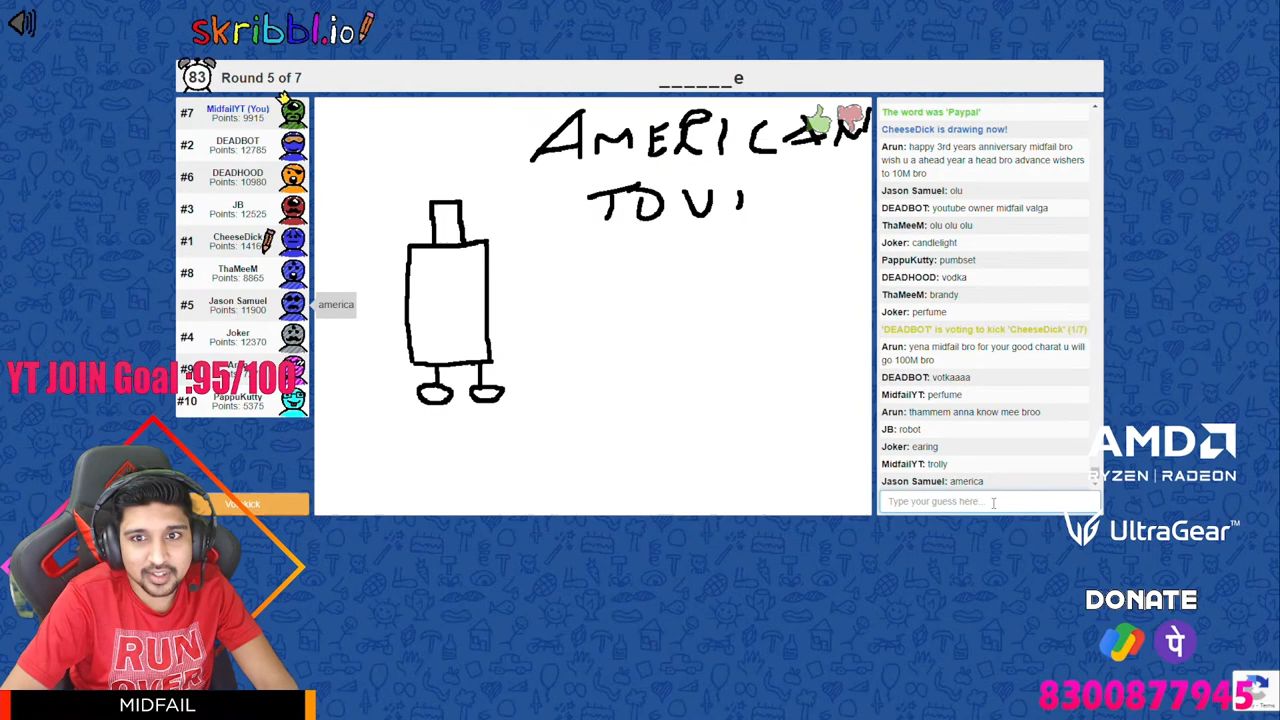 skribbl.io
83
Round 5 of 7
______e
#7
MidfailYT (You)
Points: 9915
#2
DEADBOT
Points: 12785
#6
DEADHOOD
Points: 10980
#3
JB
Points: 12525
#1
CheeseDick
#8
ThaMeeM
Points: 8865
#5
Jason Samuel
Points: 11900
america
#4
Joker
Points: 12370
YT JOIN Goal :95/100
#10
PappuKutty
Points: 5375
AMERICAN
TOU
The word was 'Paypal'
CheeseDick is drawing now!
Arun: happy 3rd years anniversary midfail bro
wish u a ahead year a head bro advance wishers
to 10M bro
Jason Samuel: olu
DEADBOT: youtube owner midfail valga
ThaMeeM: olu olu olu
Joker: candlelight
PappuKutty: pumbset
DEADHOOD: vodka
ThaMeeM: brandy
Joker: perfume
'DEADBOT' is voting to kick 'CheeseDick' (1/7)
Arun: yena midfail bro for your good charat u will
go 100M bro
DEADBOT: votkaaaa
MidfailYT: perfume
Arun: thammem anna know mee broo
JB: robot
Joker: earing
MidfailYT: trolly
Jason Samuel: america
Type your guess here...
AMD
RYZEN | RADEON
UltraGear™
DONATE
पे
8300877945
RUN
OVER
MIDFAIL